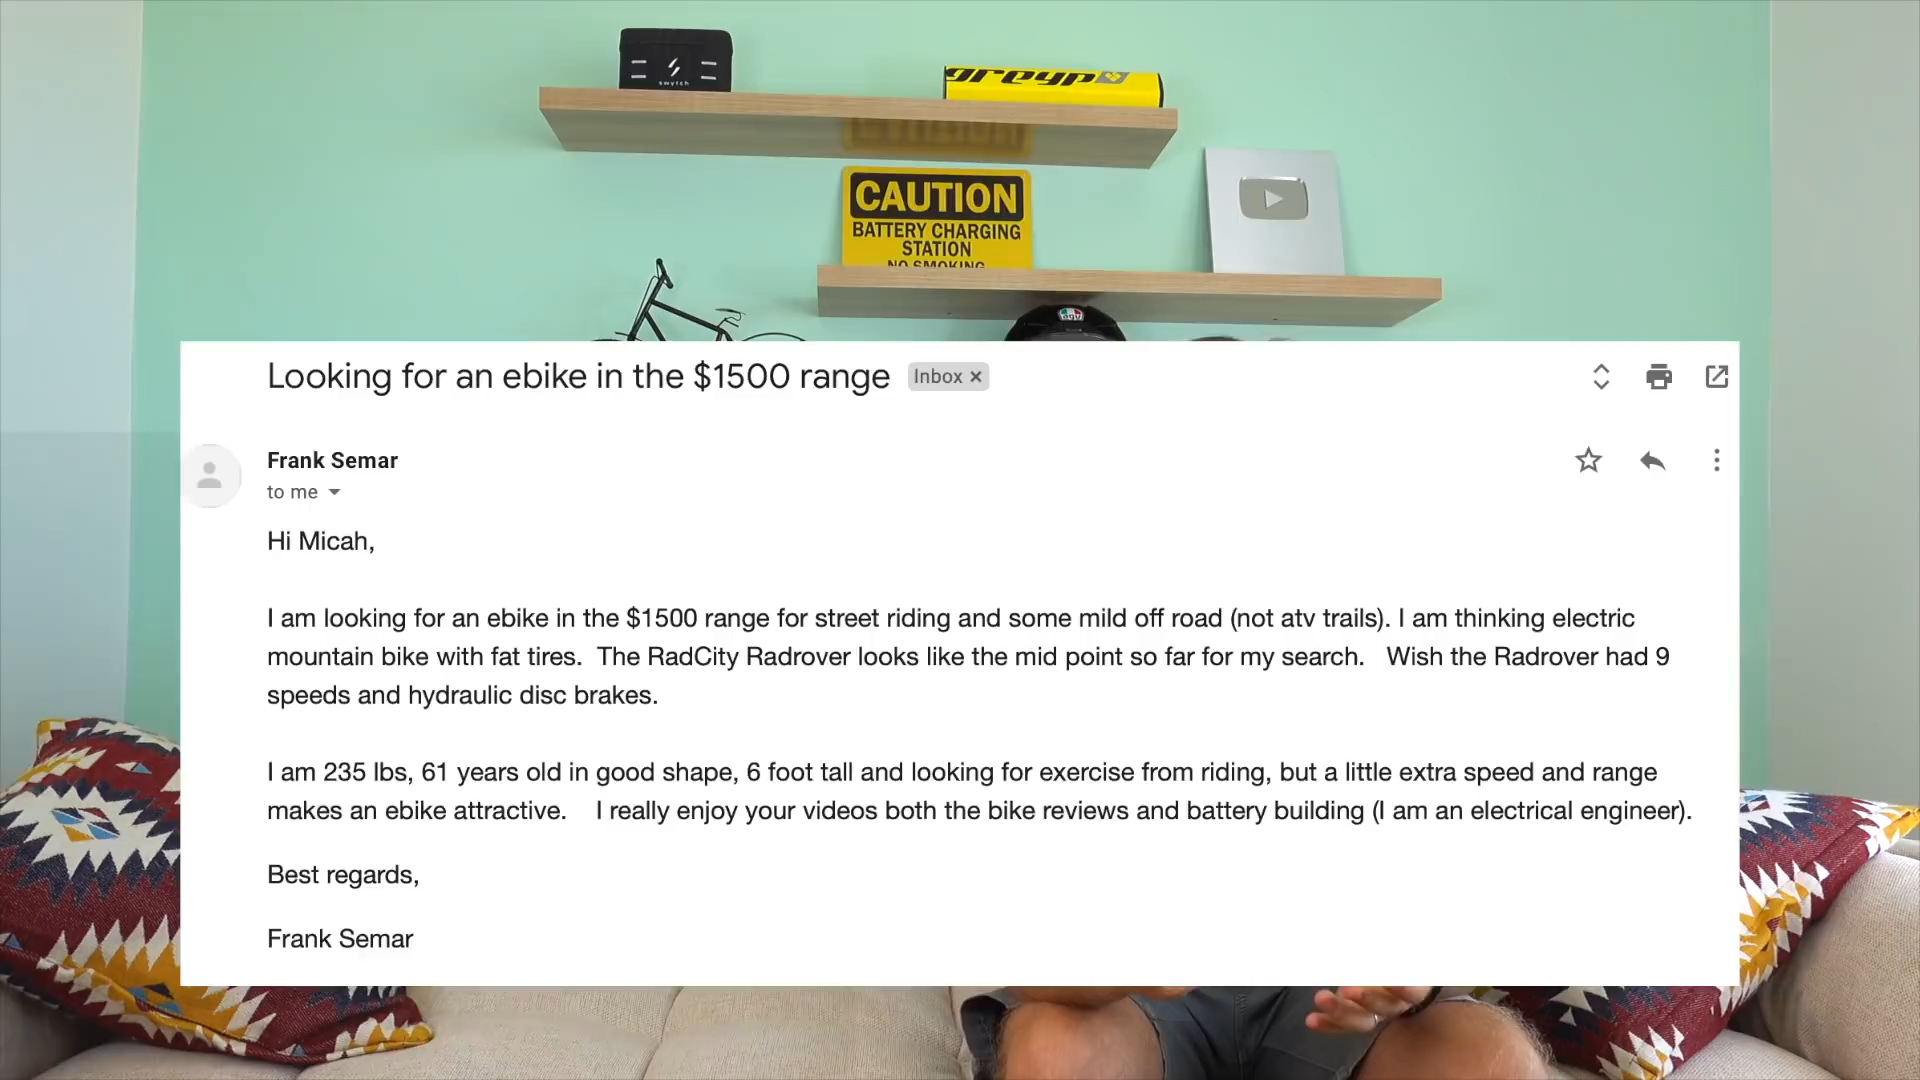 swytch
greyp
CAUTION
BATTERY CHARGING
STATION
NO SMOKING
agv
Looking for an ebike in the $1500 range Inbox ×
Frank Semar
to me
Hi Micah,
I am looking for an ebike in the $1500 range for street riding and some mild off road (not atv trails). I am thinking electric
mountain bike with fat tires.  The RadCity Radrover looks like the mid point so far for my search.   Wish the Radrover had 9
speeds and hydraulic disc brakes.
I am 235 lbs, 61 years old in good shape, 6 foot tall and looking for exercise from riding, but a little extra speed and range
makes an ebike attractive.    I really enjoy your videos both the bike reviews and battery building (I am an electrical engineer).
Best regards,
Frank Semar